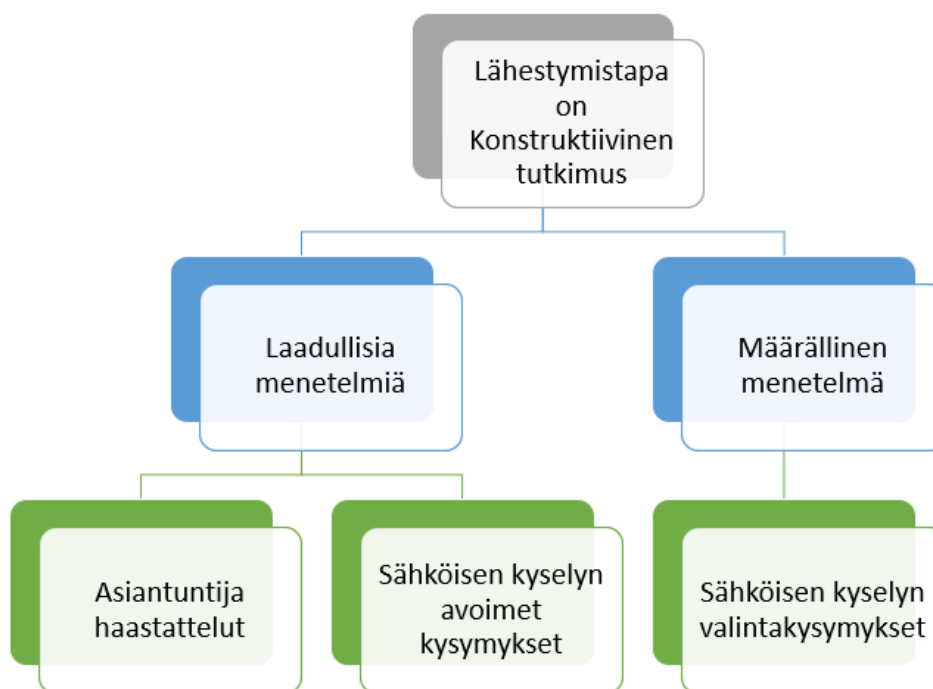 Lähestymistapa
on
Konstruktiivinen
tutkimus
Laadullisia
menetelmiä
Määrällinen
menetelmä
Asiantuntija
haastattelut
Sähköisen kyselyn
avoimet
kysymykset
Sähköisen kyselyn
valintakysymykset